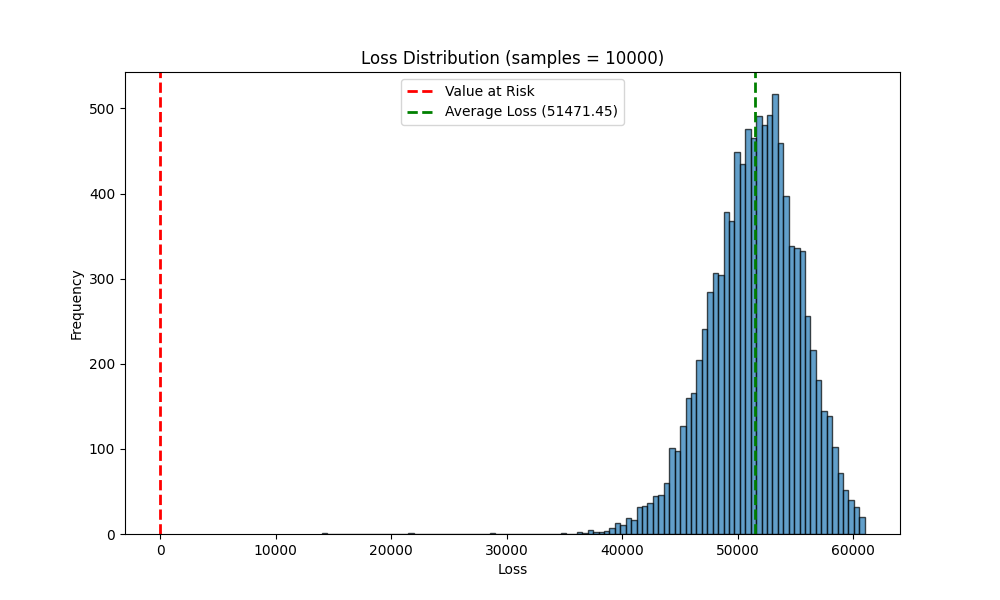 Loss Distribution (samples = 10000)
Value at Risk
Average Loss (51471.45)
Frequency
500
400
300
200
100
0
0 10000 20000 30000 40000 50000 60000
Loss